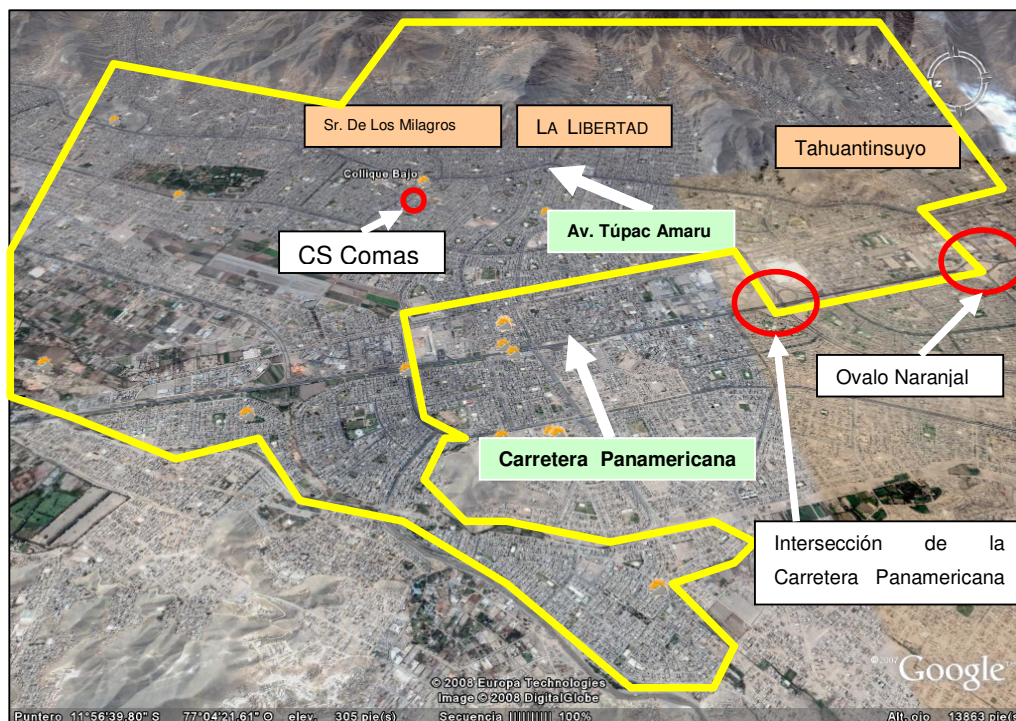 Sr. De Los Milagros
LA LIBERTAD
Tahuantinsuyo
Collique Bajo
Av. Túpac Amaru
CS Comas
Ovalo Naranjal
Carretera Panamericana
Intersección de la
Carretera Panamericana
©2007 Google
© 2008 Europa Technologies
Image © 2008 DigitalGlobe
Puntero 11°56'39.80" S 77°04'21.61" O elev. 305 pie(s) Secuencia ||||||||| 100% Alt. ojo 13863 pie(s)